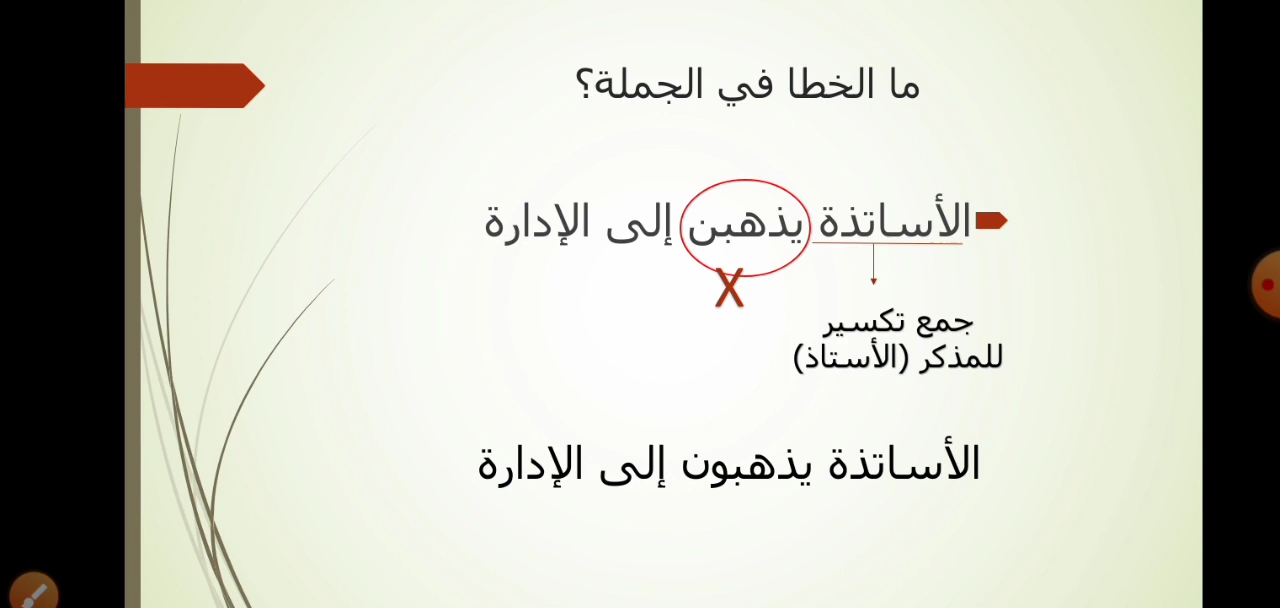 ما الخطا في الجملة؟
الأساتذة يذهبن إلى الإدارة
X
جمع تكسير
للمذكر (الأستاذ)
الأساتذة يذهبون إلى الإدارة